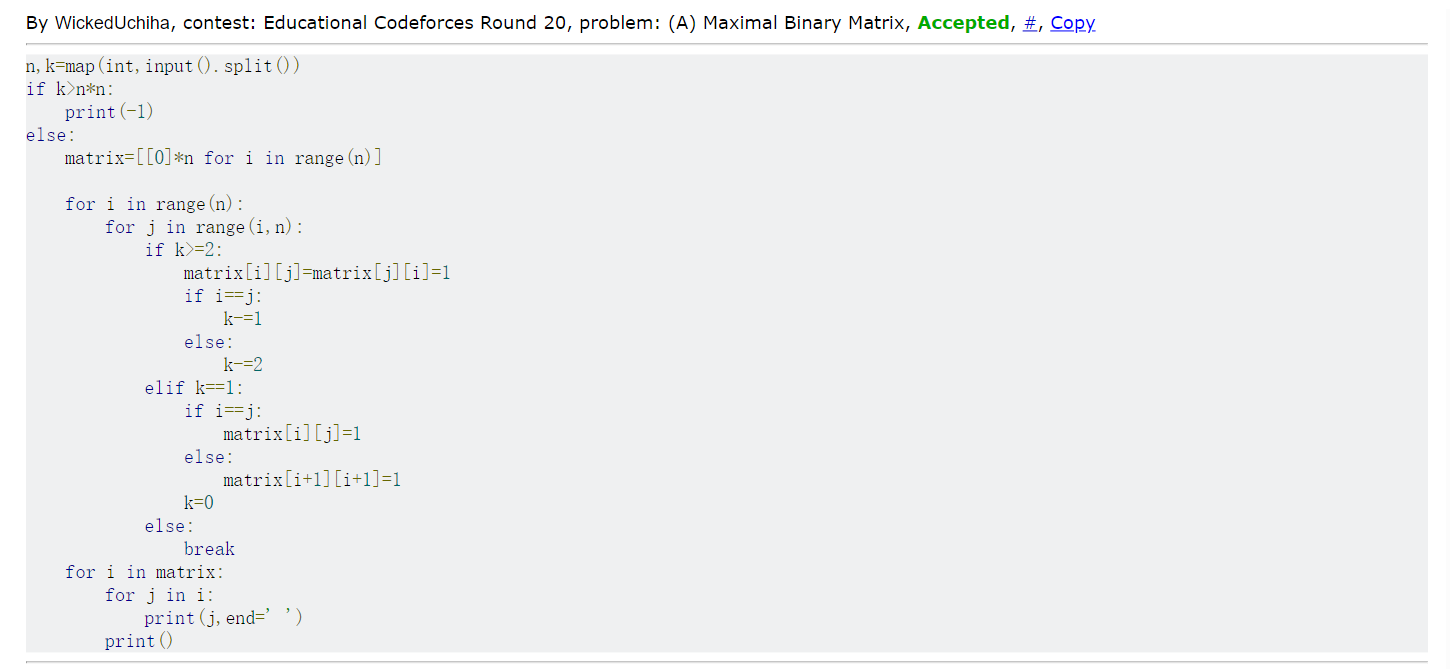 By WickedUchiha, contest: Educational Codeforces Round 20, problem: (A) Maximal Binary Matrix, Accepted, #, Copy
n,k=map(int,input().split())
if k>n*n:
    print(-1)
else:
    matrix=[[0]*n for i in range(n)]

    for i in range(n):
        for j in range(i,n):
            if k>=2:
                matrix[i][j]=matrix[j][i]=1
                if i==j:
                    k-=1
                else:
                    k-=2
            elif k==1:
                if i==j:
                    matrix[i][j]=1
                else:
                    matrix[i+1][i+1]=1
                k=0
            else:
                break
    for i in matrix:
        for j in i:
            print(j,end=' ')
        print()